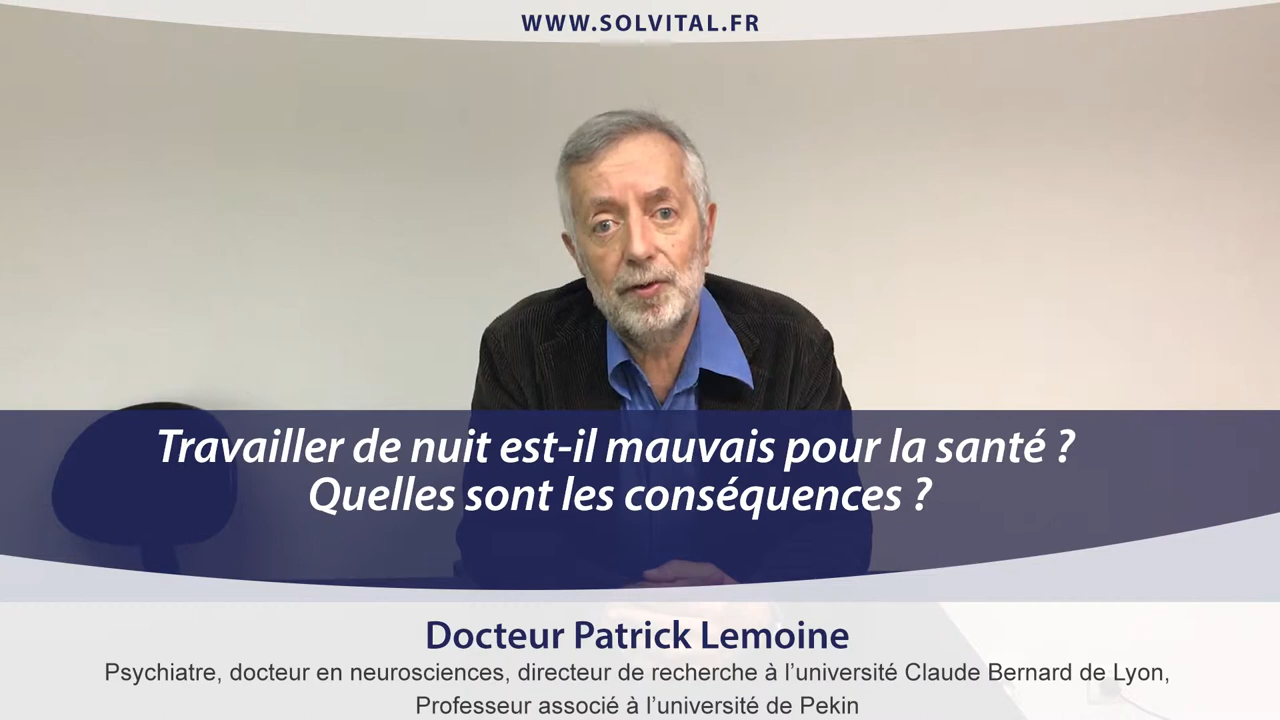 WWW.SOLVITAL.FR
Travailler de nuit est-il mauvais pour la santé ?
Quelles sont les conséquences ?
Docteur Patrick Lemoine
Psychiatre, docteur en neurosciences, directeur de recherche à l’université Claude Bernard de Lyon,
Professeur associé à l’université de Pekin